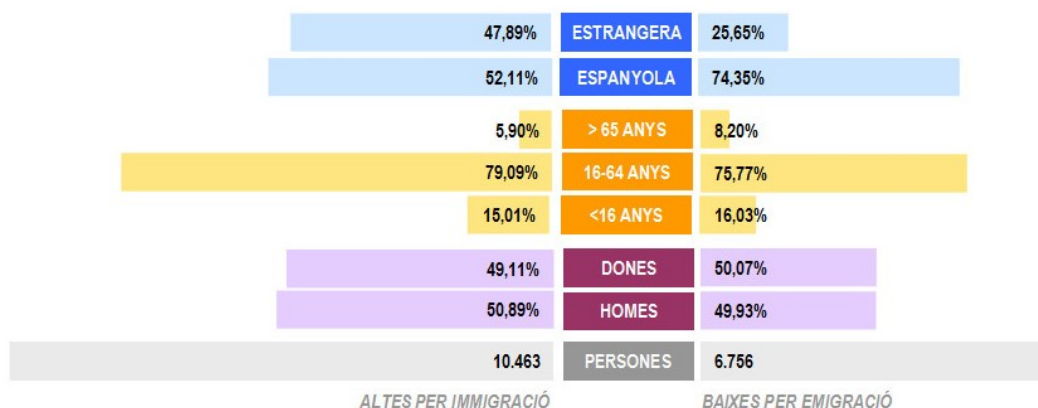 47,89% ESTRANGERA 25,65%
52,11% ESPANYOLA 74,35%
5,90% > 65 ANYS 8,20%
79,09% 16-64 ANYS 75,77%
15,01% <16 ANYS 16,03%
49,11% DONES 50,07%
50,89% HOMES 49,93%
10.463 PERSONES 6.756
ALTES PER IMMIGRACIÓ BAIXES PER EMIGRACIÓ